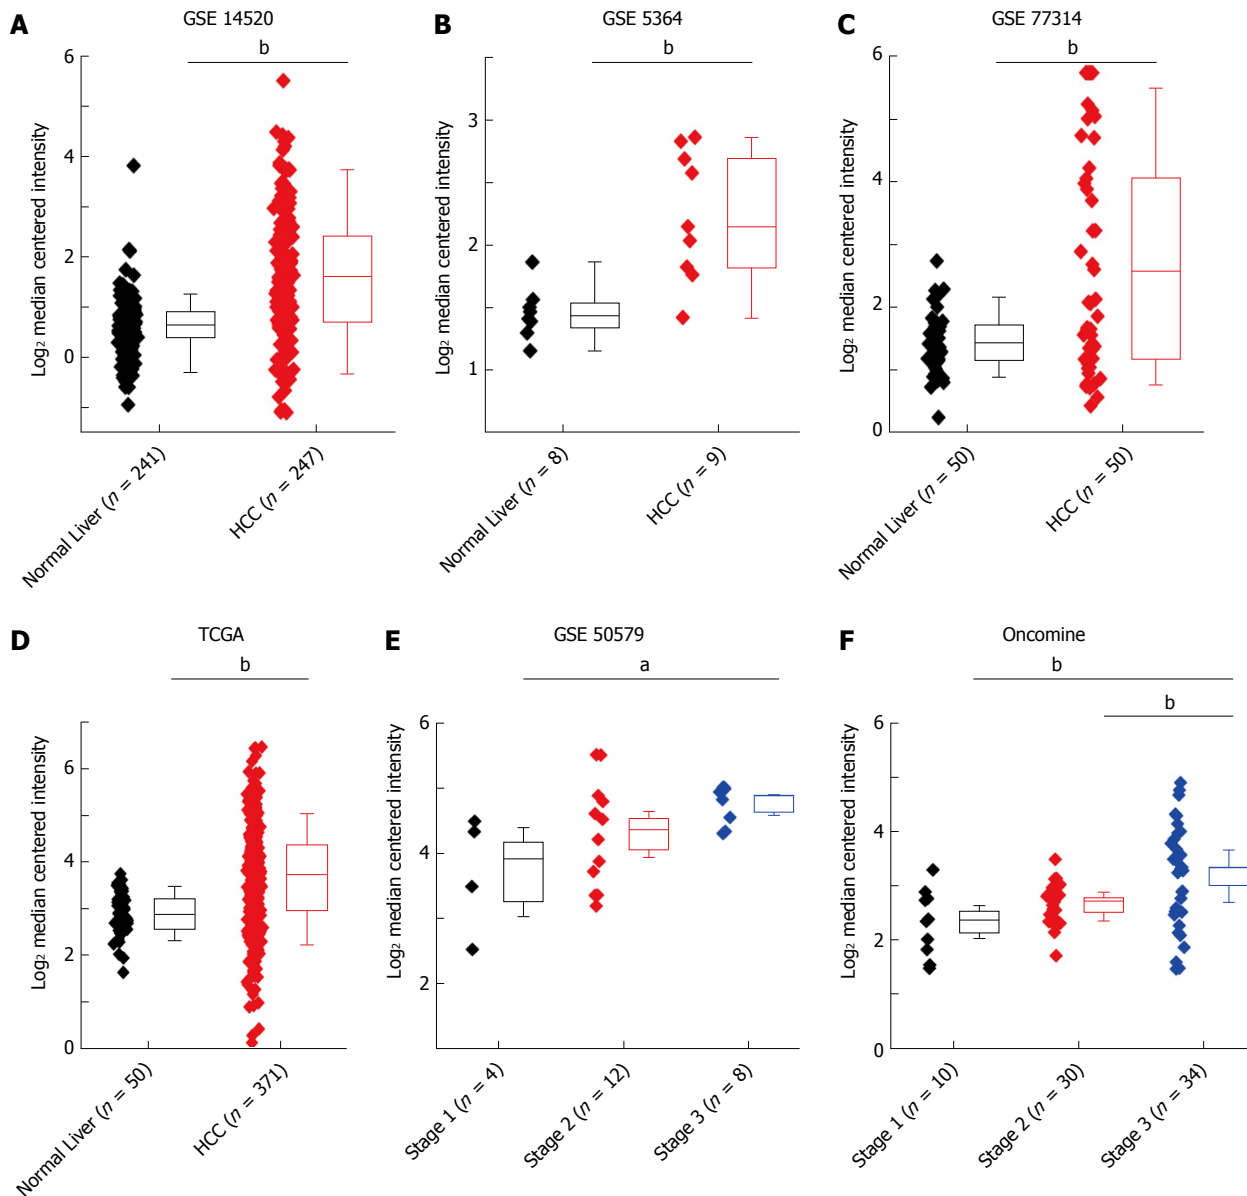 A
GSE 14520
b
Log₂ median centered intensity
6
4
2
0
Normal Liver (n = 241)
HCC (n = 247)
B
GSE 5364
b
Log₂ median centered intensity
3
2
1
Normal Liver (n = 8)
HCC (n = 9)
C
GSE 77314
b
Log₂ median centered intensity
6
4
2
0
Normal Liver (n = 50)
HCC (n = 50)
D
TCGA
b
Log₂ median centered intensity
6
4
2
0
Normal Liver (n = 50)
HCC (n = 371)
E
GSE 50579
a
Log₂ median centered intensity
6
4
2
Stage 1 (n = 4)
Stage 2 (n = 12)
Stage 3 (n = 8)
F
Oncomine
b
b
Log₂ median centered intensity
6
4
2
0
Stage 1 (n = 10)
Stage 2 (n = 30)
Stage 3 (n = 34)